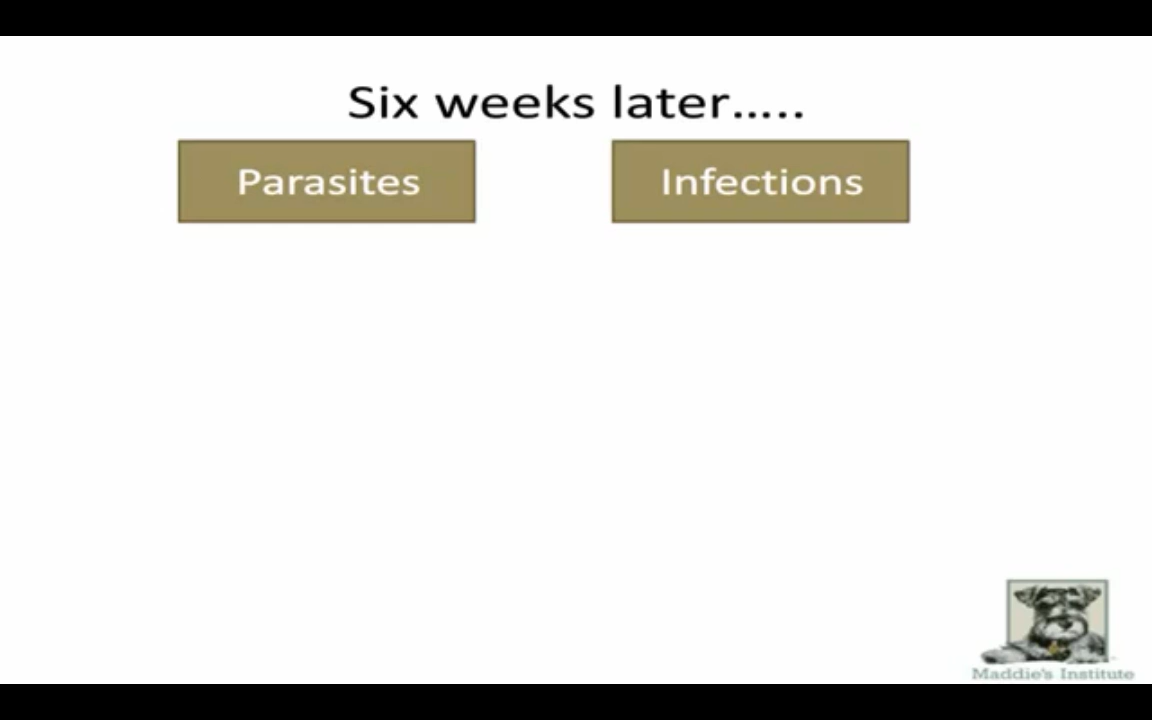 Six weeks later.....
Parasites
Infections
Maddie's Institute